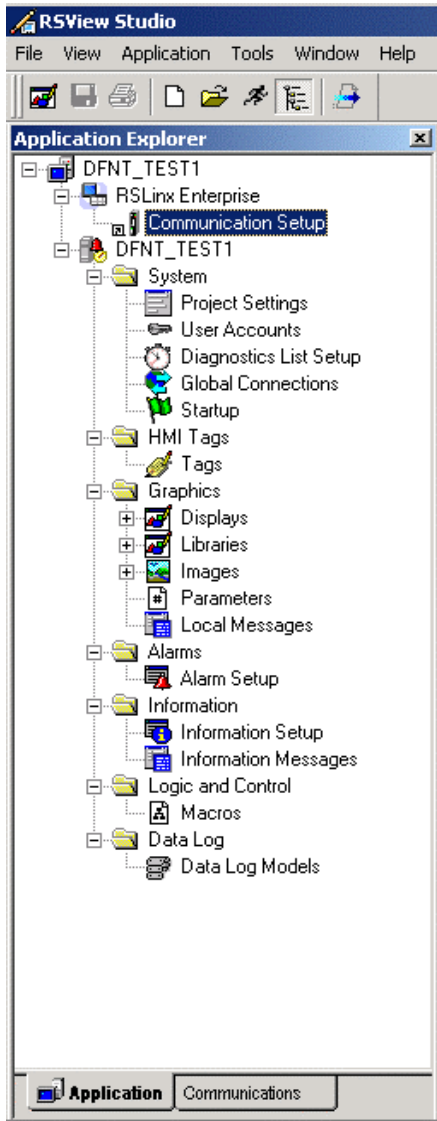 RSView Studio
File View Application Tools Window Help
Application Explorer
DFNT_TEST1
RSLinx Enterprise
Communication Setup
DFNT_TEST1
System
Project Settings
User Accounts
Diagnostics List Setup
Global Connections
Startup
HMI Tags
Tags
Graphics
Displays
Libraries
Images
Parameters
Local Messages
Alarms
Alarm Setup
Information
Information Setup
Information Messages
Logic and Control
Macros
Data Log
Data Log Models
Application Communications